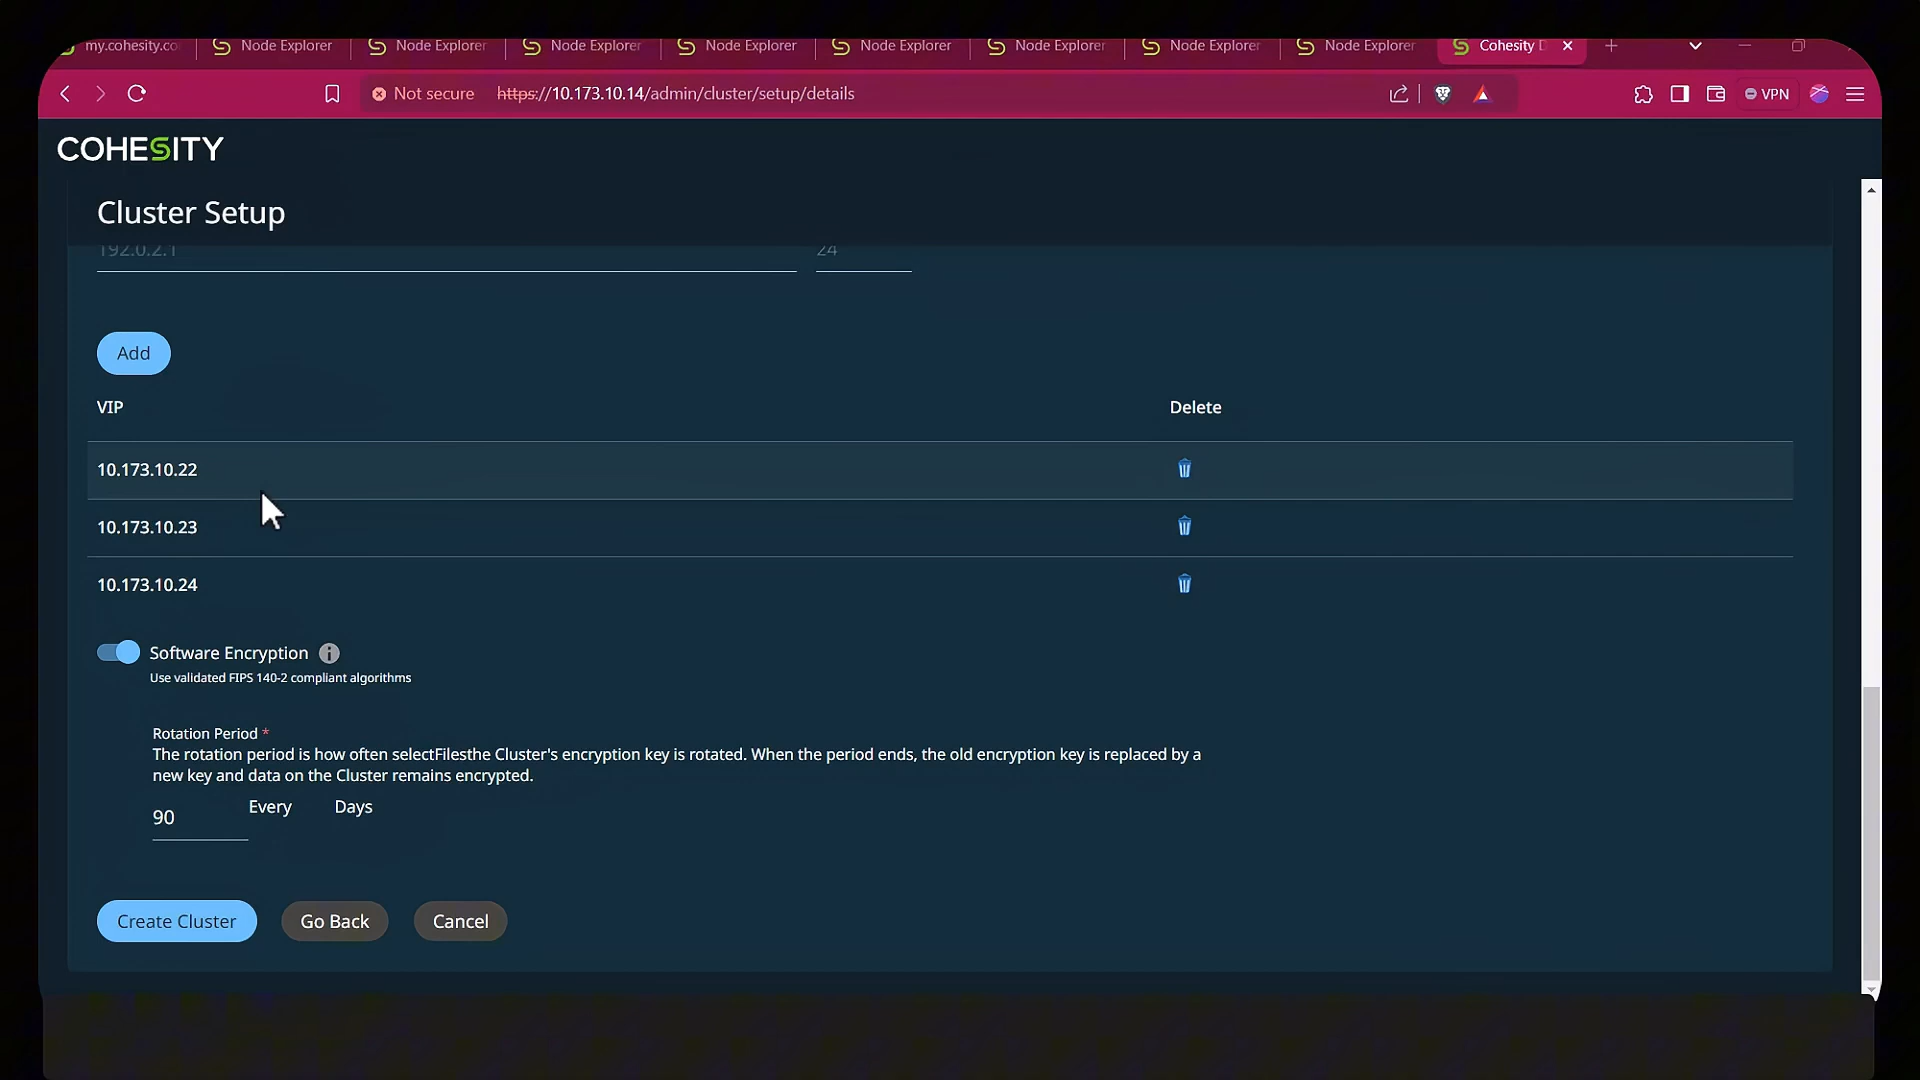 my.cohesity.co
Node Explorer
Node Explorer
Node Explorer
Node Explorer
Node Explorer
Node Explorer
Node Explorer
Node Explorer
Cohesity D
Not secure https://10.173.10.14/admin/cluster/setup/details
VPN
COHESITY
Cluster Setup
192.0.2.1 24
Add
VIP Delete
10.173.10.22
10.173.10.23
10.173.10.24
Software Encryption
Use validated FIPS 140-2 compliant algorithms
Rotation Period *
The rotation period is how often selectFilesthe Cluster's encryption key is rotated. When the period ends, the old encryption key is replaced by a
new key and data on the Cluster remains encrypted.
90 Every Days
Create Cluster Go Back Cancel